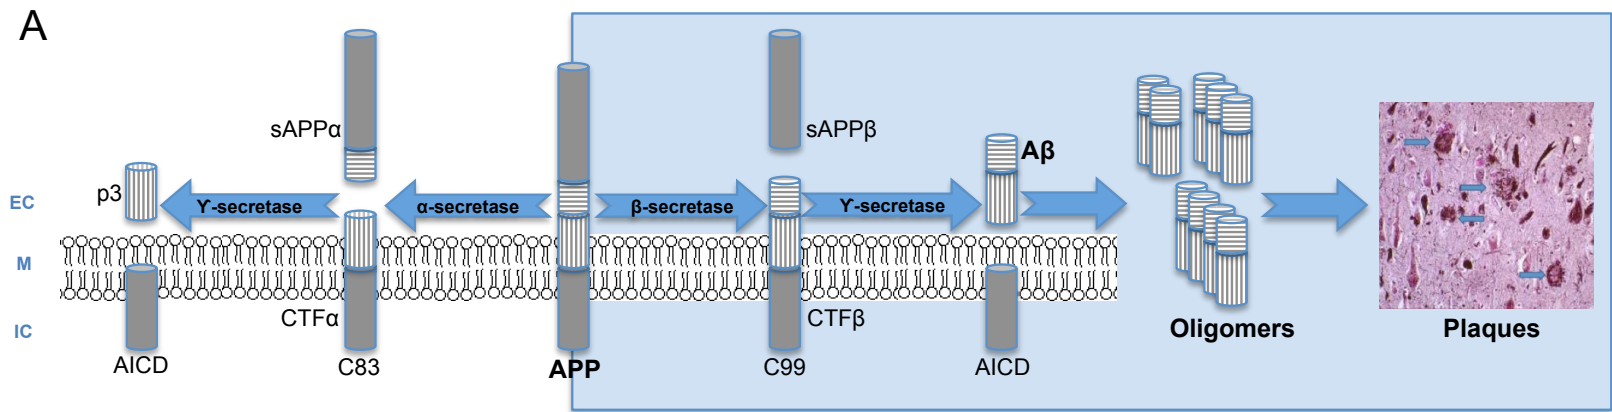 A
sAPPα
sAPPβ
Aβ
p3
EC
ϒ-secretase
α-secretase
β-secretase
ϒ-secretase
M
IC
CTFα
CTFβ
Oligomers
Plaques
AICD
C83
APP
C99
AICD